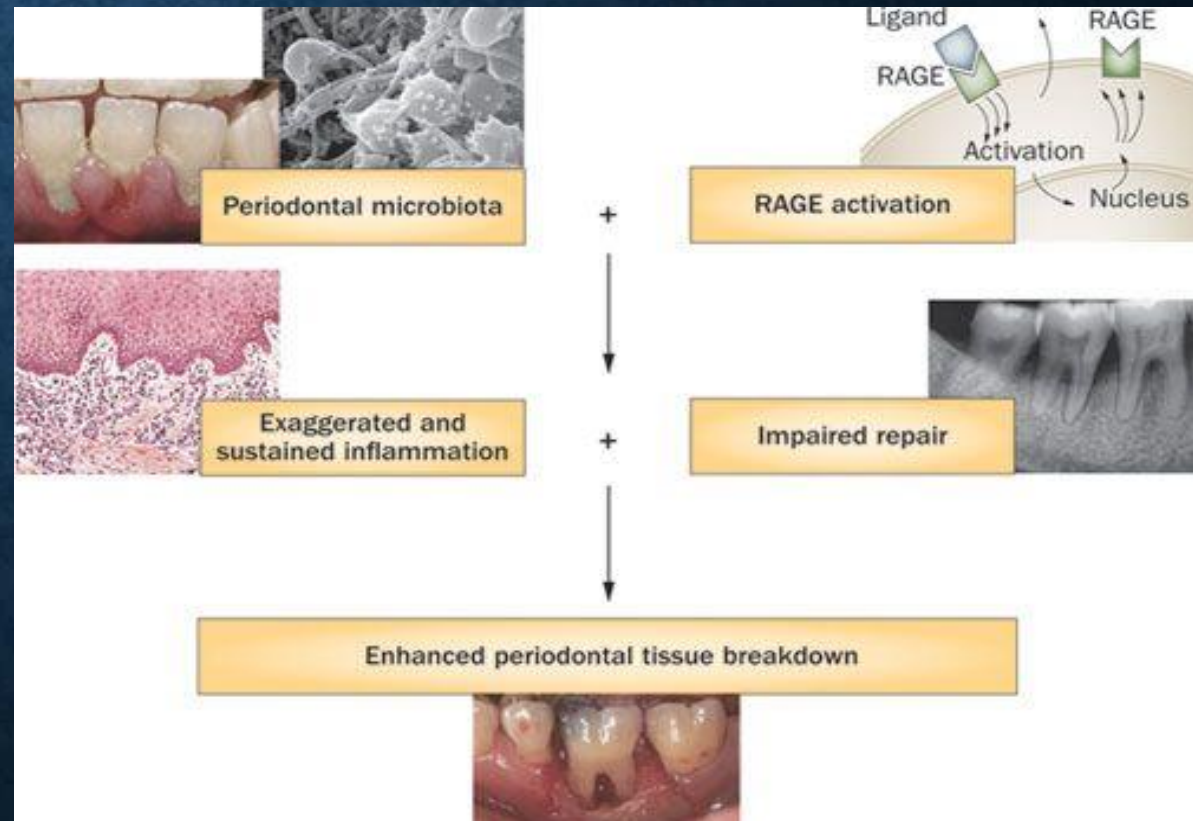 Ligand
RAGE
RAGE
Activation
Nucleus
Periodontal microbiota
+
RAGE activation
Exaggerated and
sustained inflammation
+
Impaired repair
Enhanced periodontal tissue breakdown